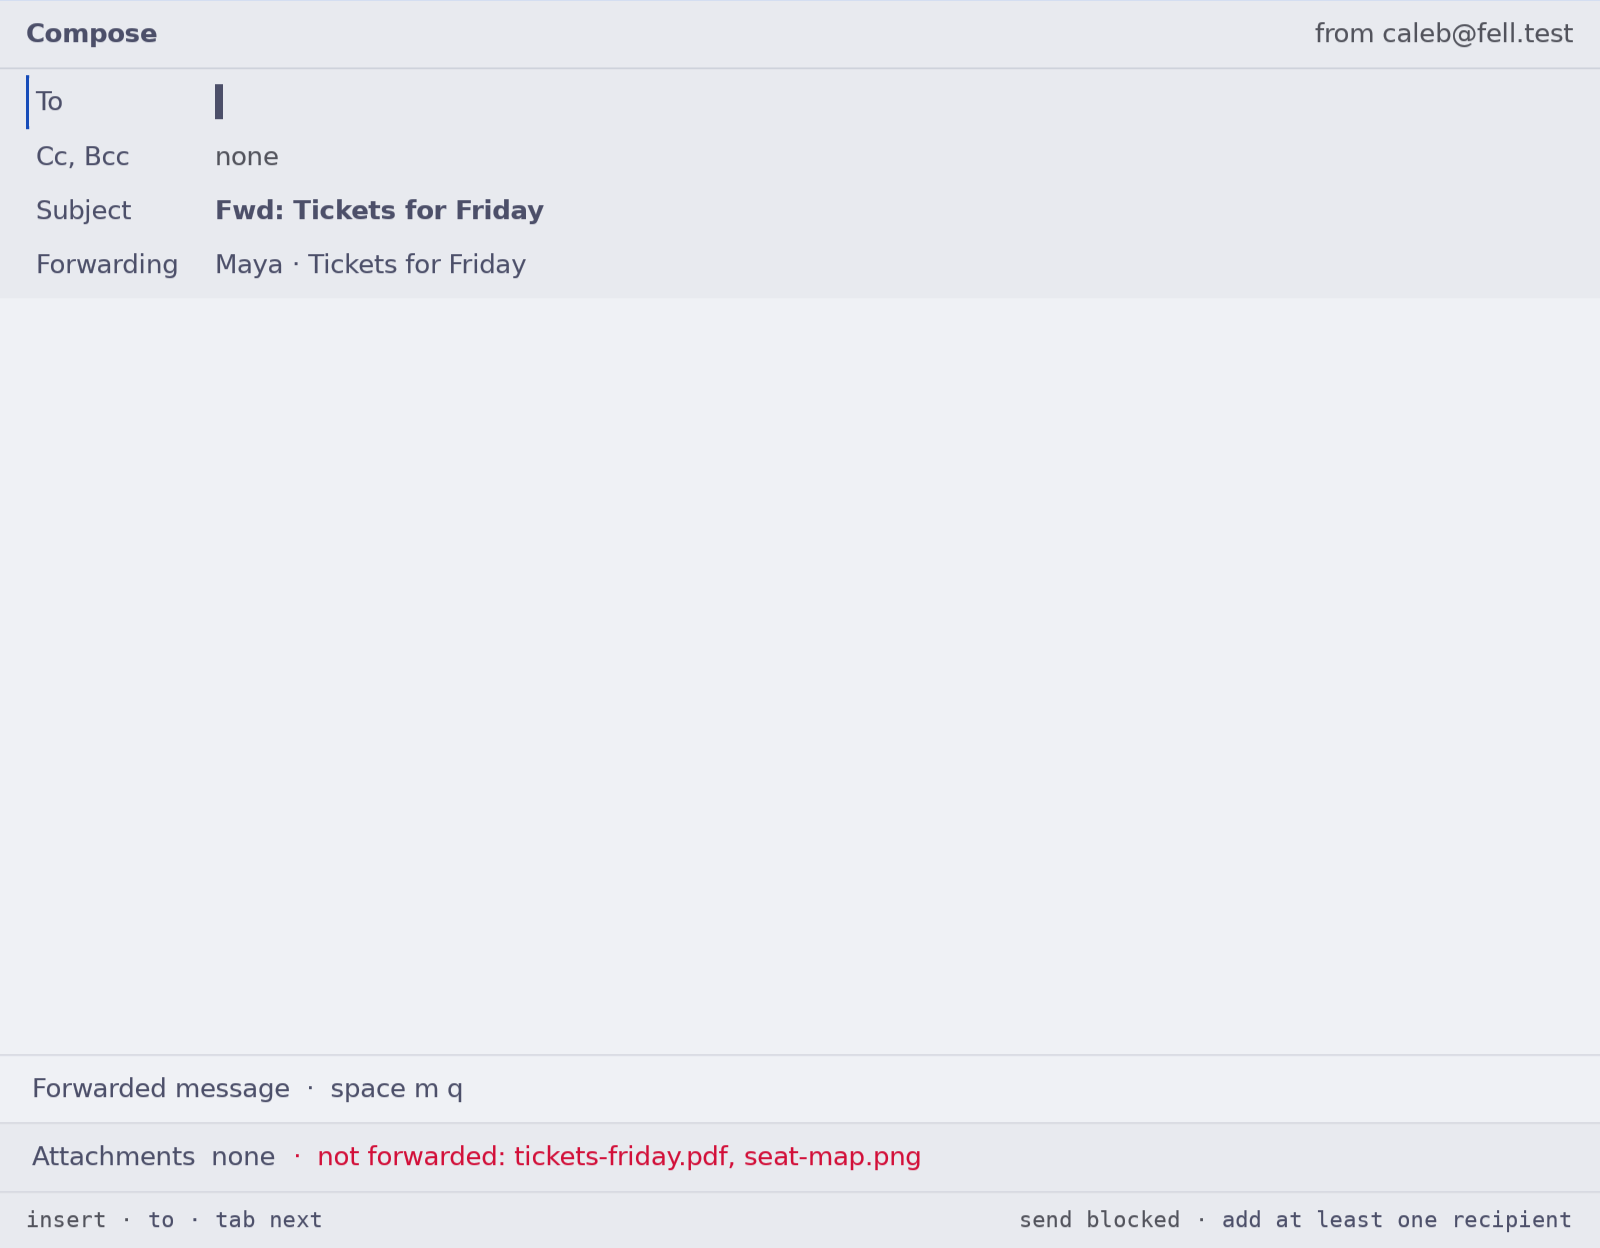 Compose from caleb@fell.test
To
Cc, Bcc none
Subject Fwd: Tickets for Friday
Forwarding Maya · Tickets for Friday
Forwarded message · space m q
Attachments none · not forwarded: tickets-friday.pdf, seat-map.png
insert · to · tab next send blocked · add at least one recipient